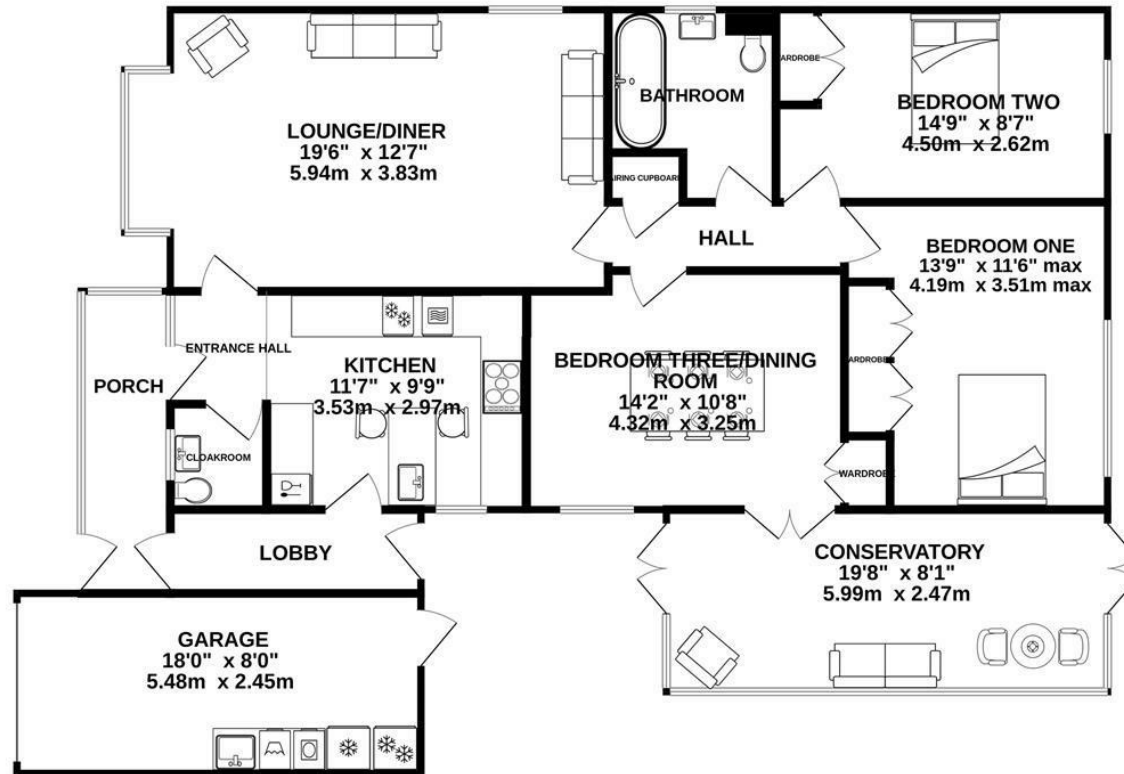 LOUNGE/DINER
19'6" x 12'7"
5.94m x 3.83m
BATHROOM
ARDROBE
BEDROOM TWO
14'9" x 8'7"
4.50m x 2.62m
AIRING CUPBOARD
HALL
BEDROOM ONE
13'9" x 11'6" max
4.19m x 3.51m max
ENTRANCE HALL
PORCH
KITCHEN
11'7" x 9'9"
3.53m x 2.97m
BEDROOM THREE/DINING
ROOM
14'2" x 10'8"
4.32m x 3.25m
ARDROBE
CLOAKROOM
WARDROBE
LOBBY
CONSERVATORY
19'8" x 8'1"
5.99m x 2.47m
GARAGE
18'0" x 8'0"
5.48m x 2.45m